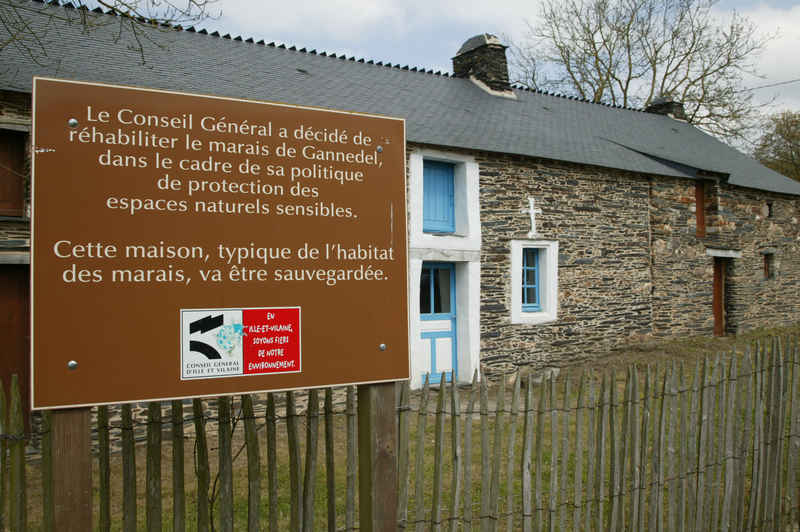 Le Conseil Général a décidé de
réhabiliter le marais de Gannedel,
dans le cadre de sa politique
de protection des
espaces naturels sensibles.
Cette maison, typique de l'habitat
des marais, va être sauvegardée.
CONSEIL GÉNÉRAL
D'ILLE ET VILAINE
EN
ILLE-ET-VILAINE,
SOYONS FIERS
DE NOTRE
ENVIRONNEMENT.